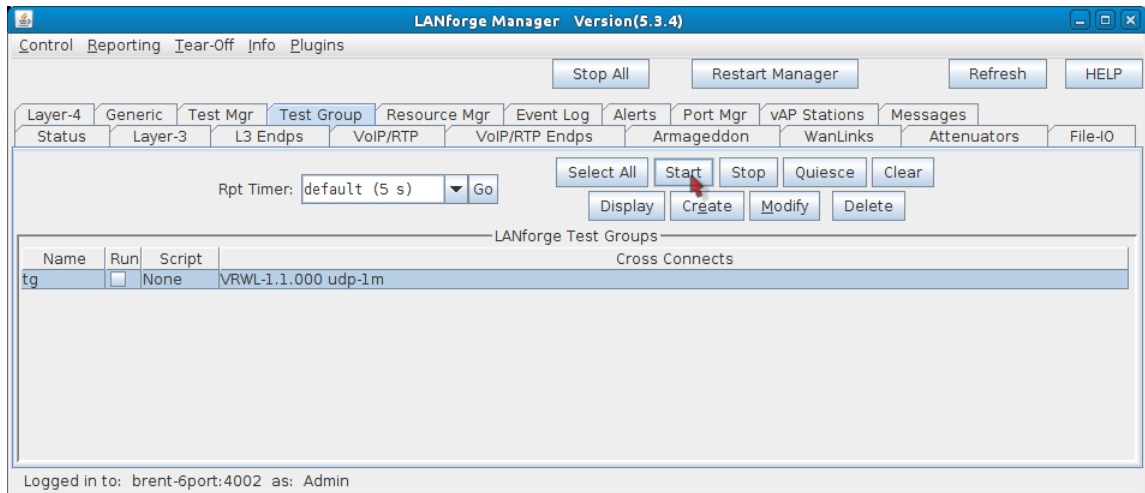 LANforge Manager Version(5.3.4)
Control Reporting Tear-Off Info Plugins
Stop All Restart Manager Refresh HELP
Layer-4 Generic Test Mgr Test Group Resource Mgr Event Log Alerts Port Mgr vAP Stations Messages
Status Layer-3 L3 Endps VoIP/RTP VoIP/RTP Endps Armageddon WanLinks Attenuators File-IO
Select All Start Stop Quiesce Clear
Rpt Timer: default (5 s) Go
Display Create Modify Delete
LANforge Test Groups
Name Run Script Cross Connects
tg None VRWL-1.1.000 udp-1m
Logged in to: brent-6port:4002 as: Admin